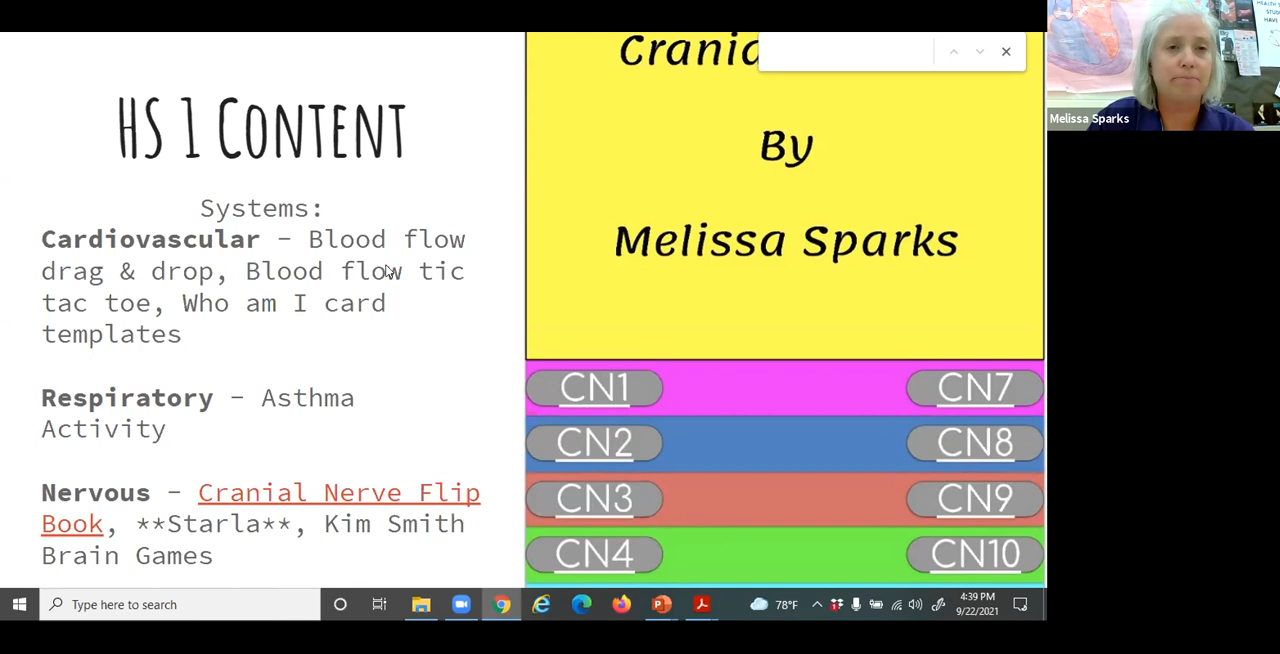 HS 1 Content
Systems:
Cardiovascular - Blood flow
drag & drop, Blood flow tic
tac toe, Who am I card
templates
Respiratory - Asthma
Activity
Nervous - Cranial Nerve Flip
Book, **Starla**, Kim Smith
Brain Games
By
Melissa Sparks
CN1
CN7
CN2
CN8
CN3
CN9
CN4
CN10
Melissa Sparks
Type here to search
78°F
4:39 PM
9/22/2021